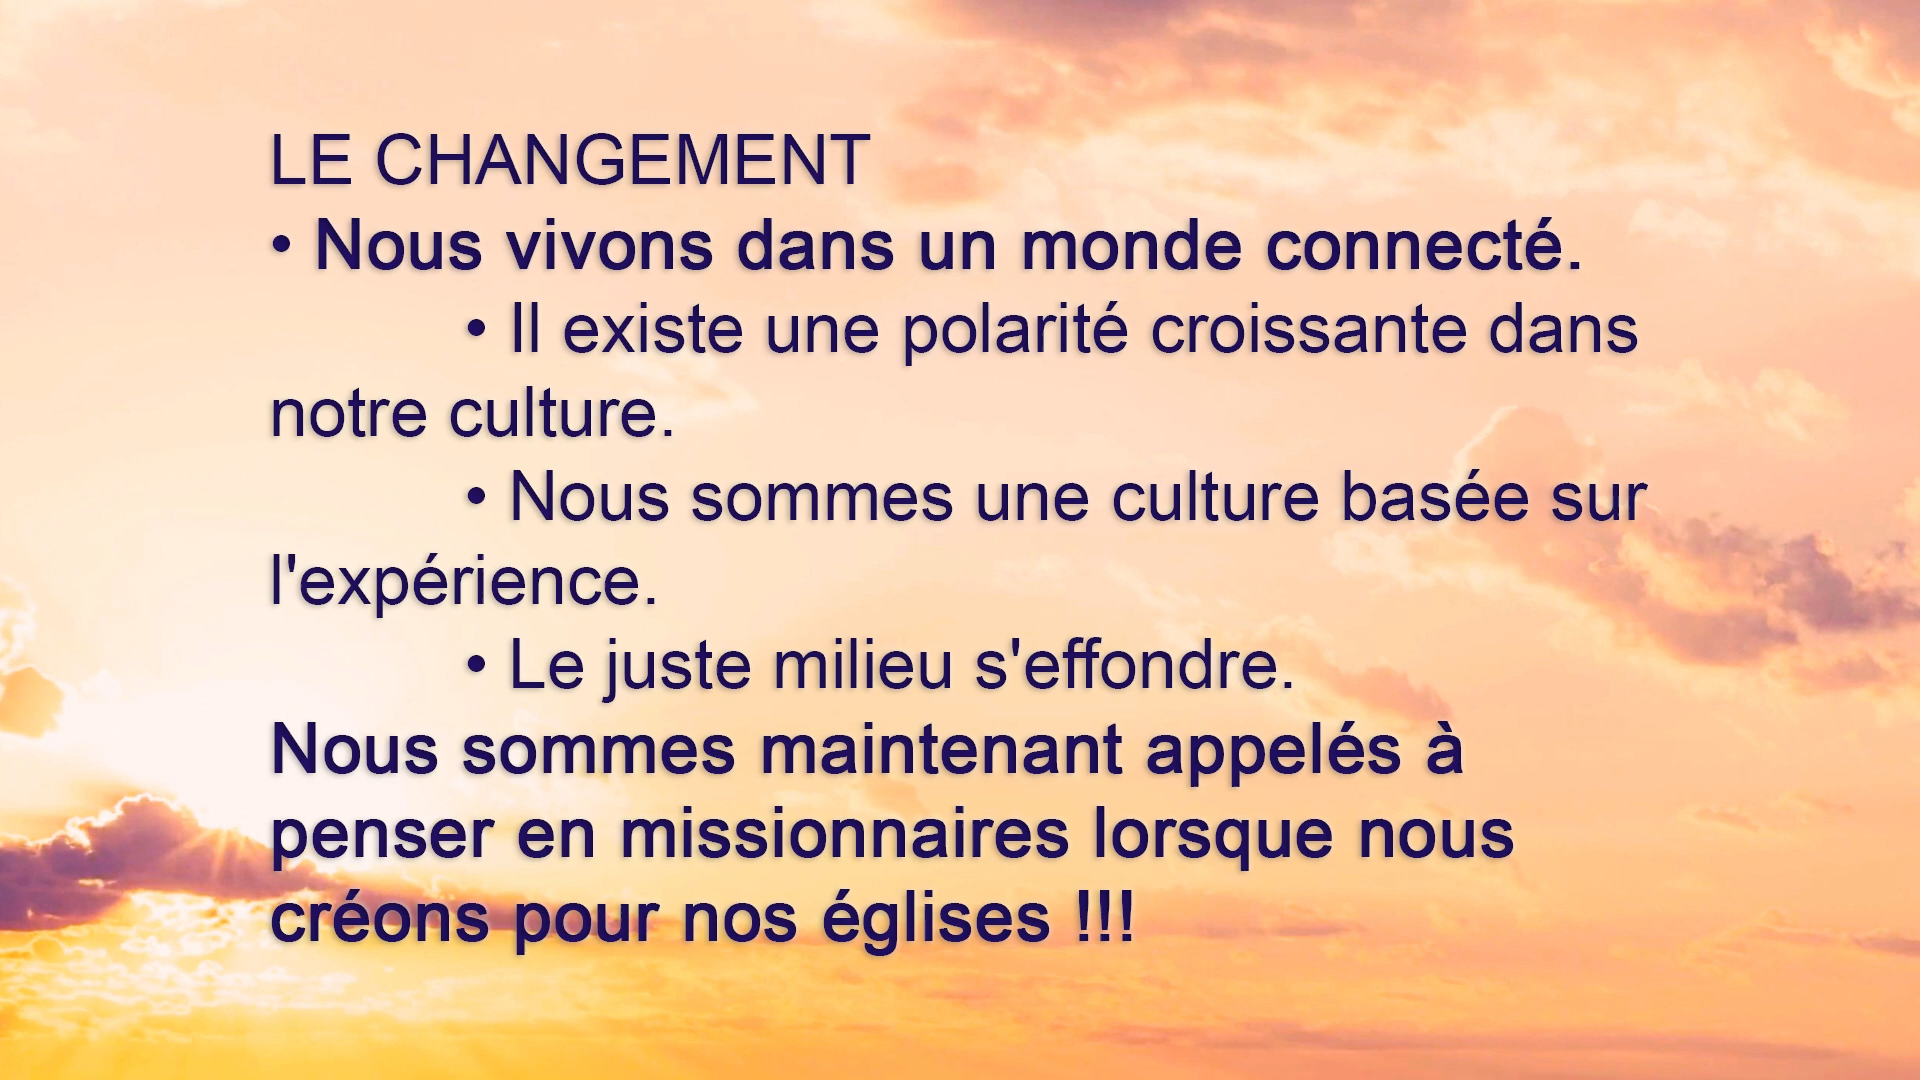 LE CHANGEMENT
• Nous vivons dans un monde connecté.
• Il existe une polarité croissante dans
notre culture.
• Nous sommes une culture basée sur
l'expérience.
• Le juste milieu s'effondre.
Nous sommes maintenant appelés à
penser en missionnaires lorsque nous
créons pour nos églises !!!